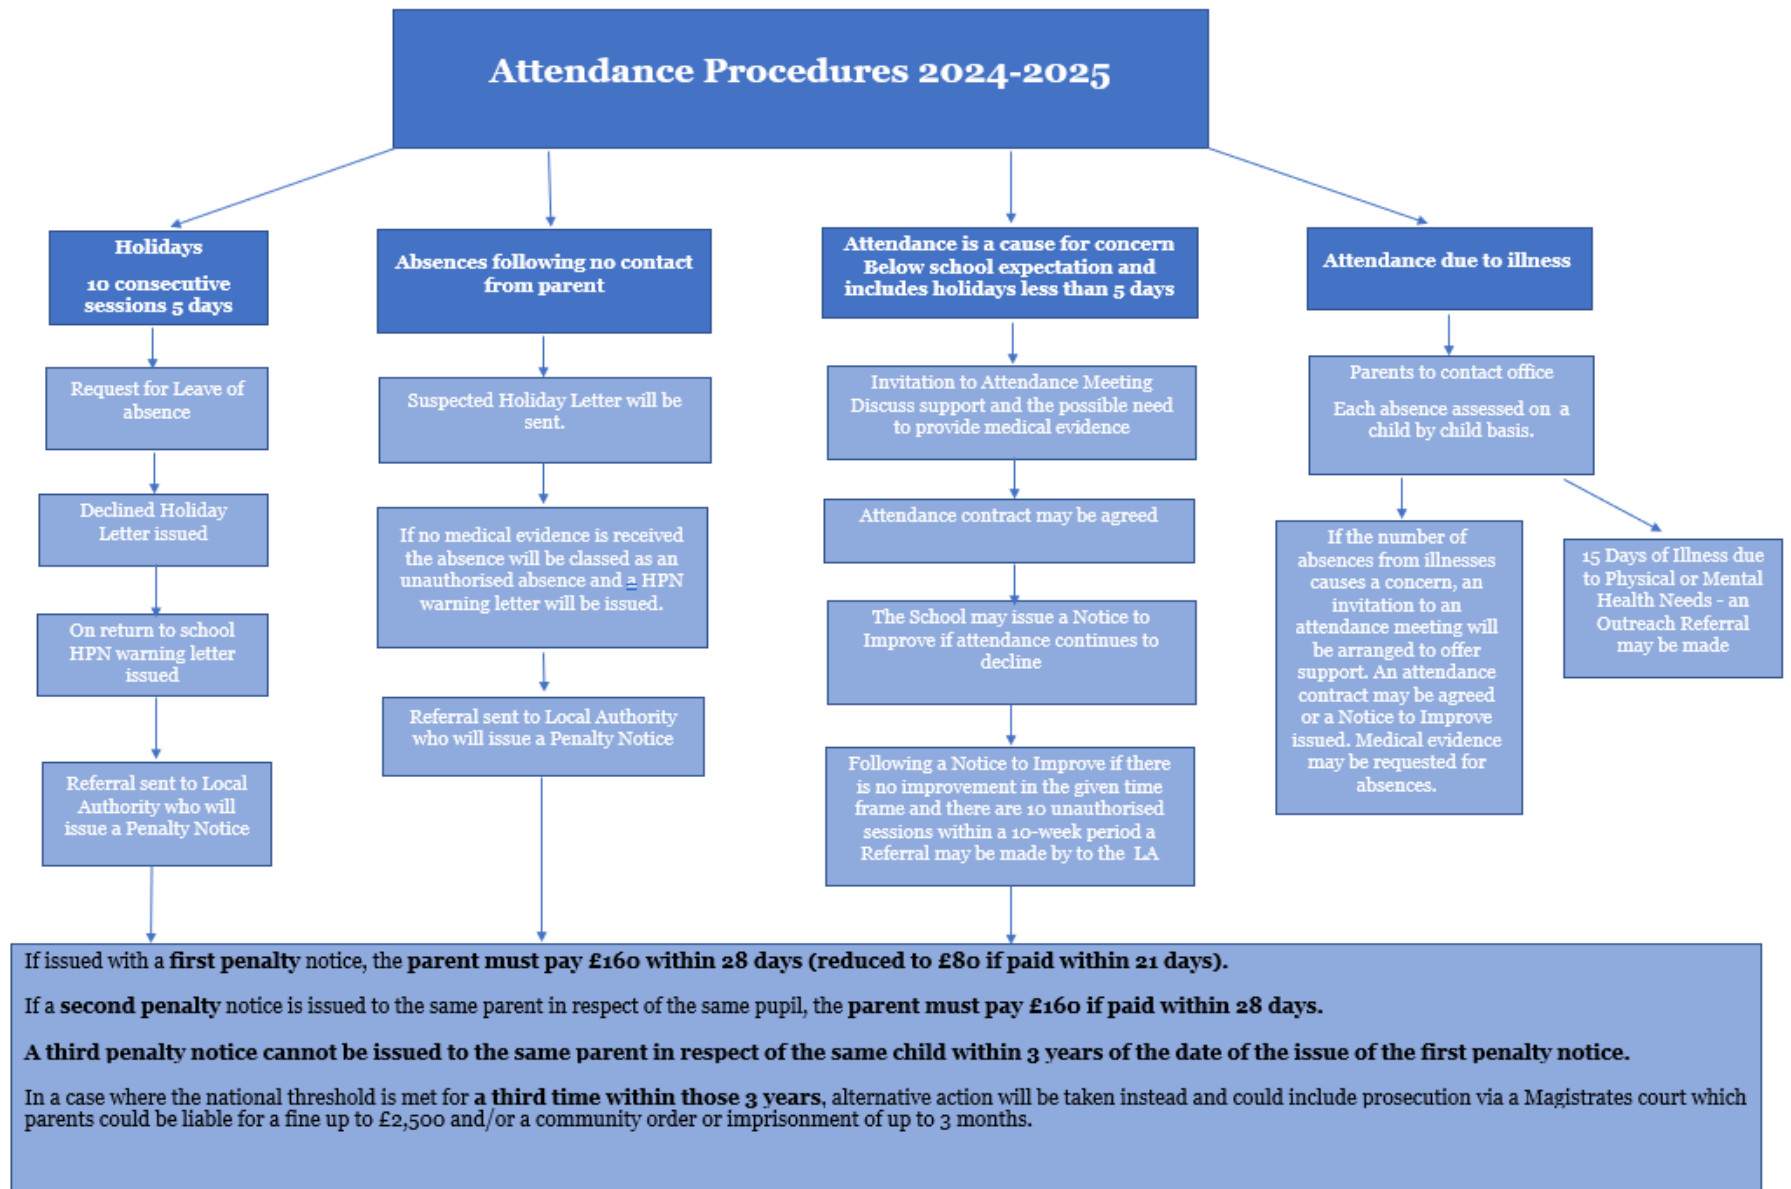 Attendance Procedures 2024-2025
Holidays
10 consecutive
sessions 5 days
Request for Leave of
absence
Declined Holiday
Letter issued
On return to school
HPN warning letter
issued
Referral sent to Local
Authority who will
issue a Penalty Notice
Absences following no contact
from parent
Suspected Holiday Letter will be
sent.
If no medical evidence is received
the absence will be classed as an
unauthorised absence and a HPN
warning letter will be issued.
Referral sent to Local Authority
who will issue a Penalty Notice
Attendance is a cause for concern
Below school expectation and
includes holidays less than 5 days
Invitation to Attendance Meeting
Discuss support and the possible need
to provide medical evidence
Attendance contract may be agreed
The School may issue a Notice to
Improve if attendance continues to
decline
Following a Notice to Improve if there
is no improvement in the given time
frame and there are 10 unauthorised
sessions within a 10-week period a
Referral may be made by to the LA
Attendance due to illness
Parents to contact office
Each absence assessed on a
child by child basis.
If the number of
absences from illnesses
causes a concern, an
invitation to an
attendance meeting will
be arranged to offer
support. An attendance
contract may be agreed
or a Notice to Improve
issued. Medical evidence
may be requested for
absences.
15 Days of Illness due
to Physical or Mental
Health Needs - an
Outreach Referral
may be made
If issued with a first penalty notice, the parent must pay £160 within 28 days (reduced to £80 if paid within 21 days).
If a second penalty notice is issued to the same parent in respect of the same pupil, the parent must pay £160 if paid within 28 days.
A third penalty notice cannot be issued to the same parent in respect of the same child within 3 years of the date of the issue of the first penalty notice.
In a case where the national threshold is met for a third time within those 3 years, alternative action will be taken instead and could include prosecution via a Magistrates court which
parents could be liable for a fine up to £2,500 and/or a community order or imprisonment of up to 3 months.